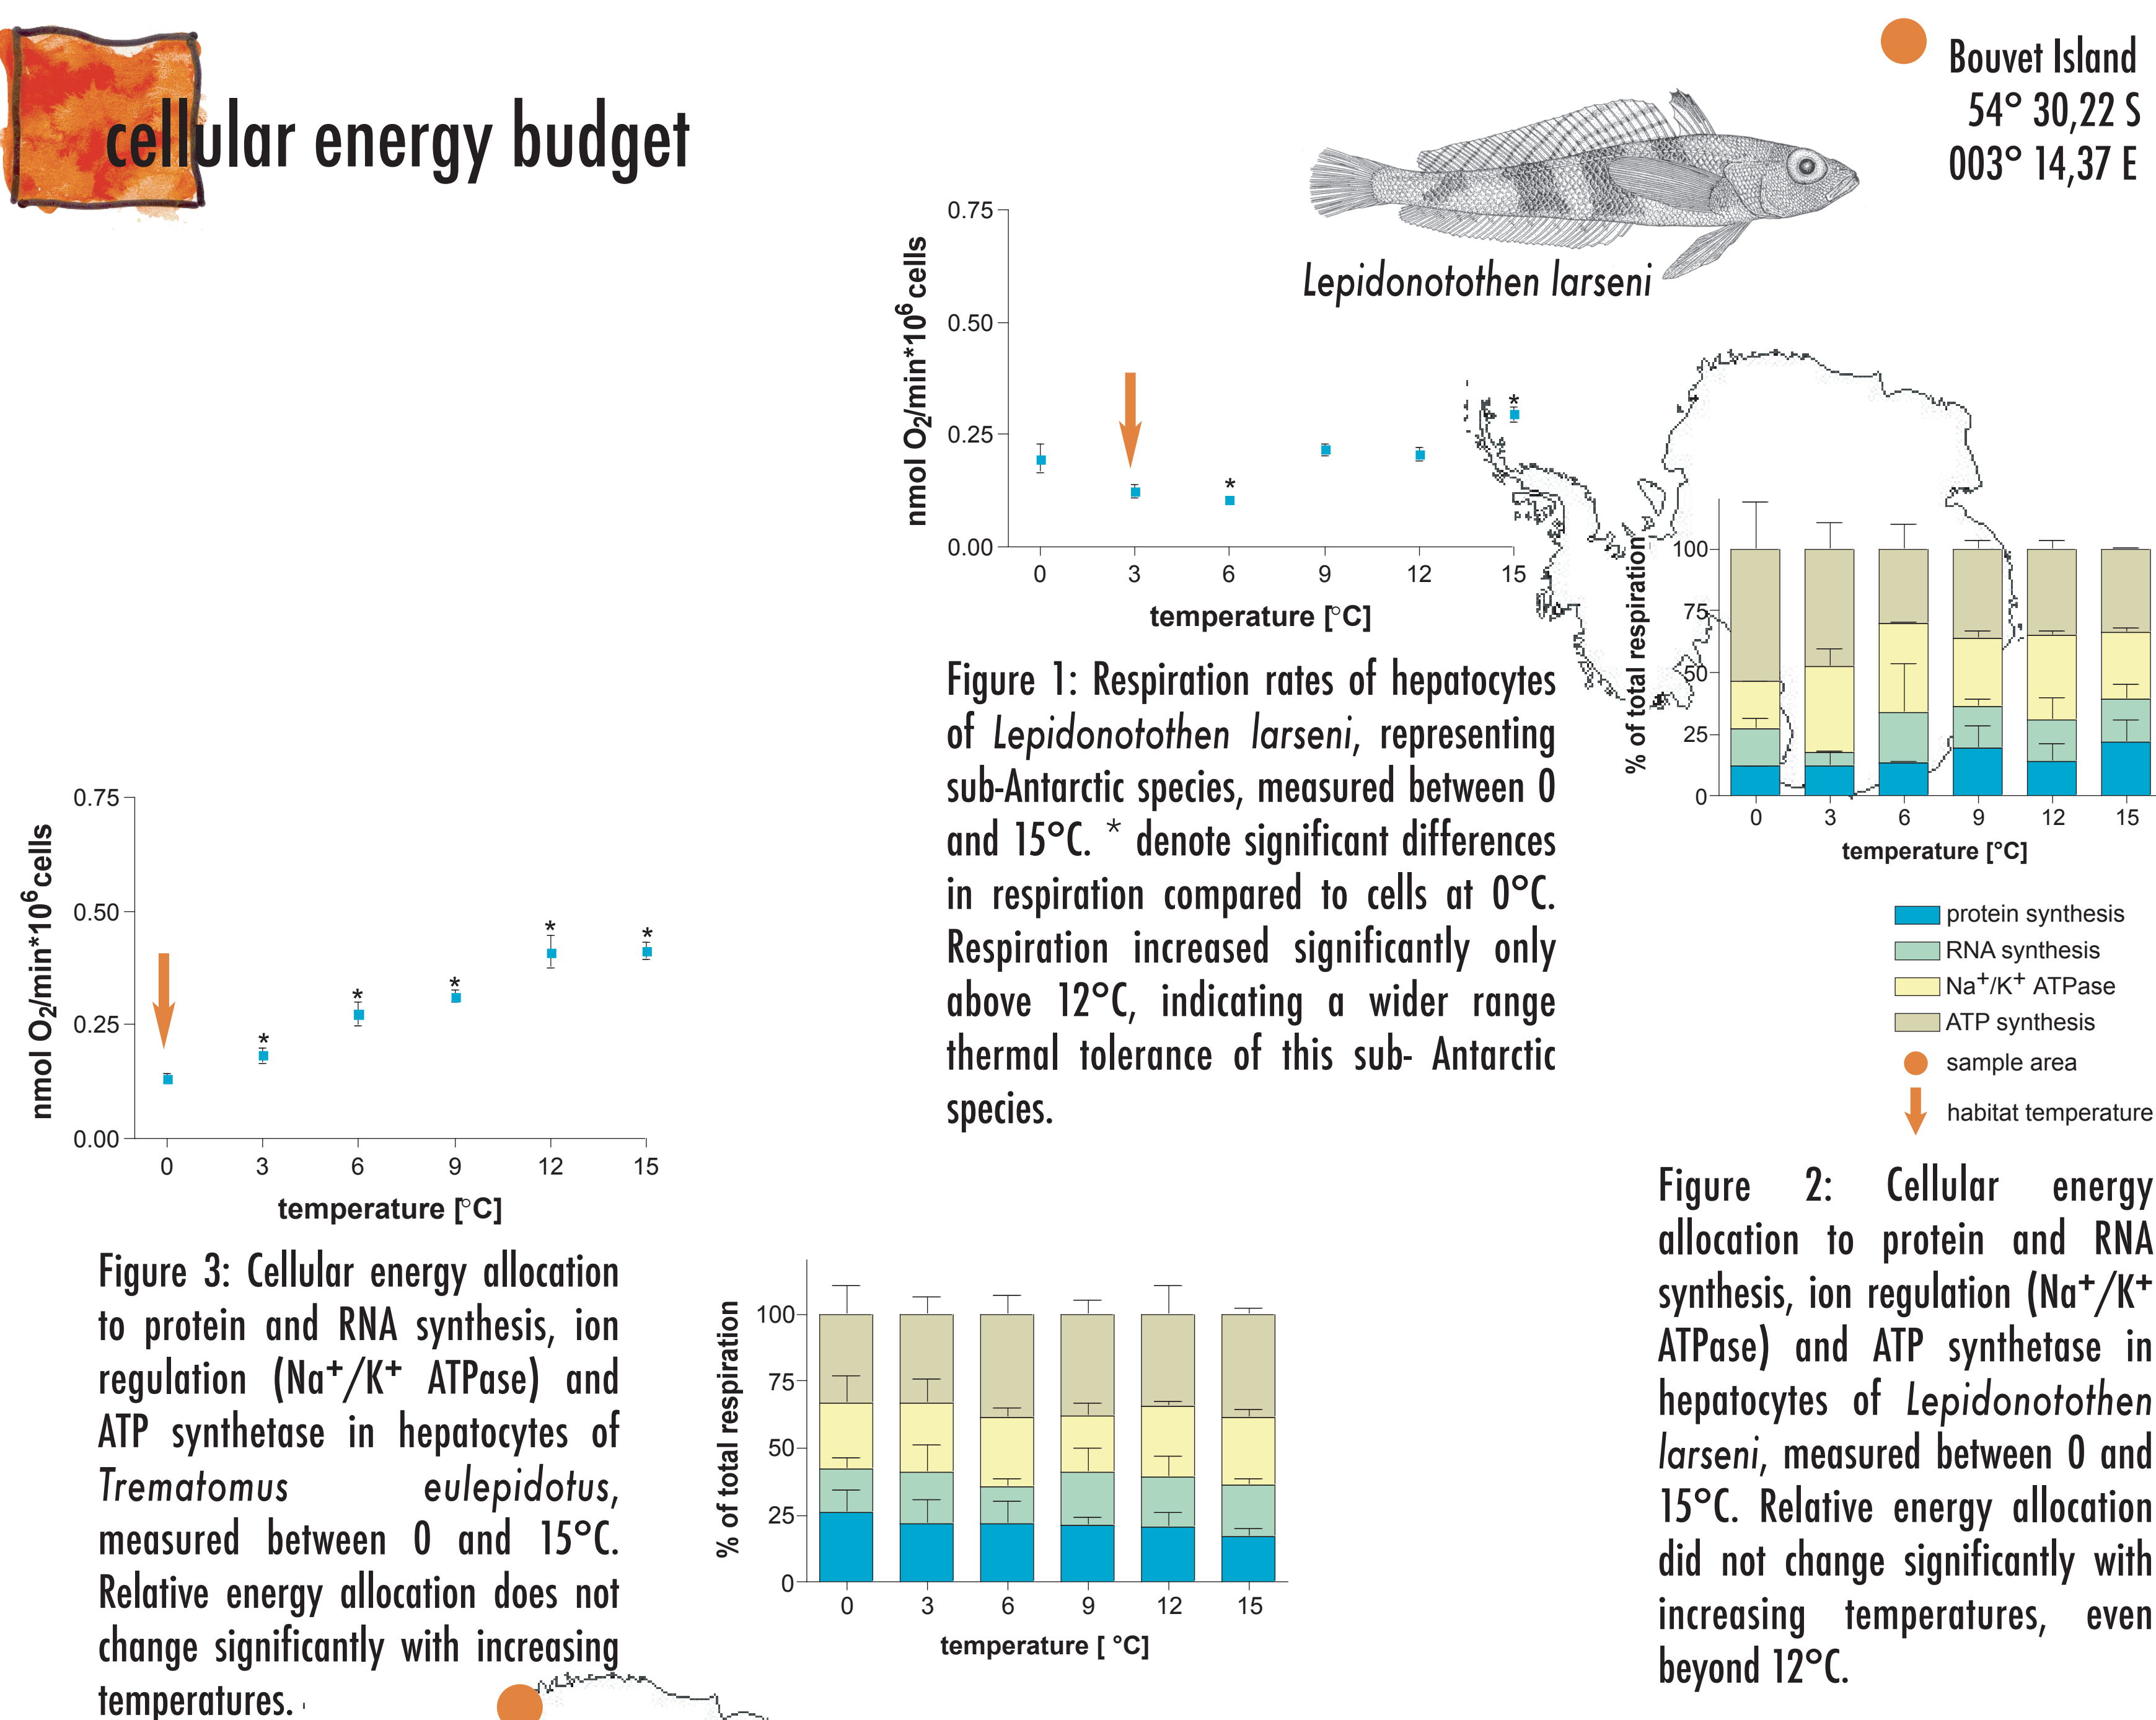 cellular energy budget
Bouvet Island
54° 30,22 S
003° 14,37 E
Lepidonotothen larseni
nmol O2/min*10⁶ cells
0.75
0.50
0.25
0.00
*
*
0 3 6 9 12 15
temperature [°C]
Figure 1: Respiration rates of hepatocytes
of Lepidonotothen larseni, representing
sub-Antarctic species, measured between 0
and 15°C. * denote significant differences
in respiration compared to cells at 0°C.
Respiration increased significantly only
above 12°C, indicating a wider range
thermal tolerance of this sub- Antarctic
species.
% of total respiration
100
75
50
25
0
0 3 6 9 12 15
temperature [°C]
protein synthesis
RNA synthesis
Na⁺/K⁺ ATPase
ATP synthesis
sample area
habitat temperature
Figure 2: Cellular energy
allocation to protein and RNA
synthesis, ion regulation (Na⁺/K⁺
ATPase) and ATP synthetase in
hepatocytes of Lepidonotothen
larseni, measured between 0 and
15°C. Relative energy allocation
did not change significantly with
increasing temperatures, even
beyond 12°C.
nmol O2/min*10⁶ cells
0.75
0.50
0.25
0.00
* * * * *
0 3 6 9 12 15
temperature [°C]
Figure 3: Cellular energy allocation
to protein and RNA synthesis, ion
regulation (Na⁺/K⁺ ATPase) and
ATP synthetase in hepatocytes of
Trematomus eulepidotus,
measured between 0 and 15°C.
Relative energy allocation does not
change significantly with increasing
temperatures.
% of total respiration
100
75
50
25
0
0 3 6 9 12 15
temperature [ °C]